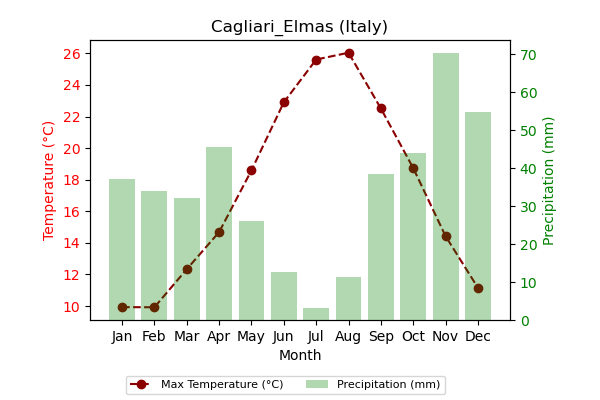 Cagliari_Elmas (Italy)
Temperature (°C)
26
24
22
20
18
16
14
12
10
70
60
50
40
30
20
10
0
Precipitation (mm)
Jan Feb Mar Apr May Jun Jul Aug Sep Oct Nov Dec
Month
Max Temperature (°C) Precipitation (mm)